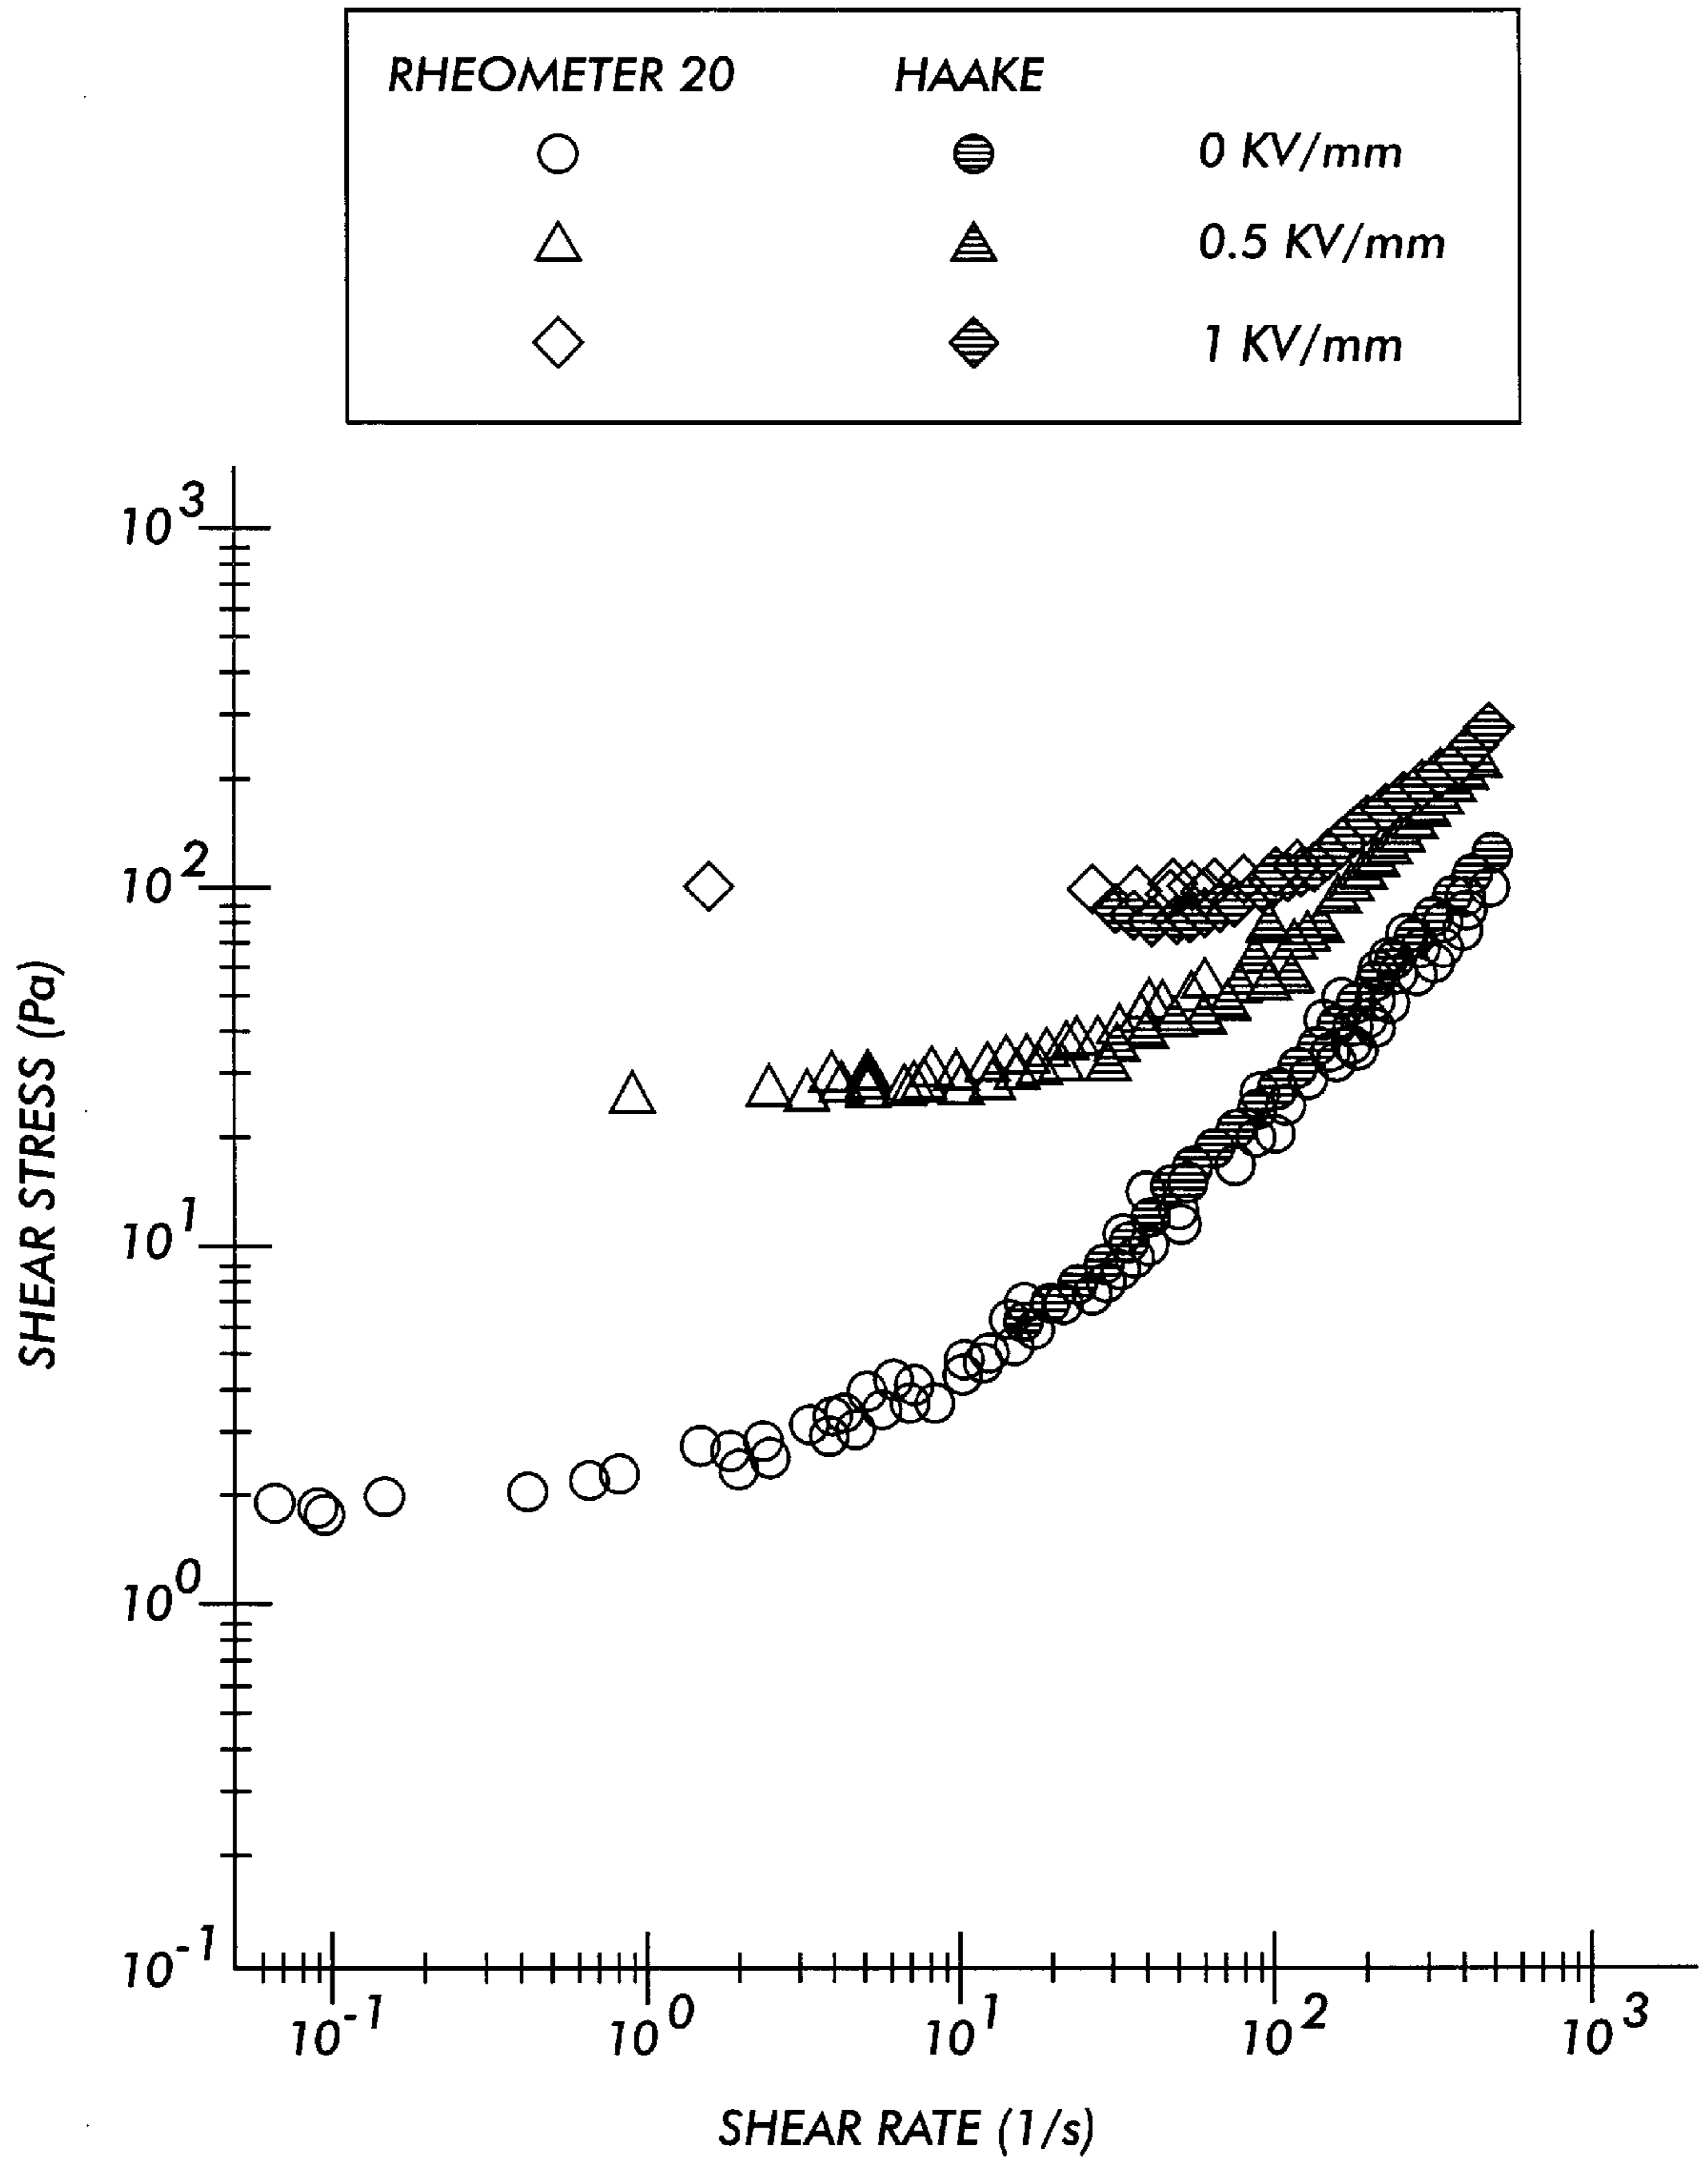 RHEOMETER 20 HAAKE
0 KV/mm
0.5 KV/mm
1 KV/mm
10^3
10^2
10^1
10^0
10^-1
SHEAR STRESS (Pa)
10^-1 10^0 10^1 10^2 10^3
SHEAR RATE (1/s)